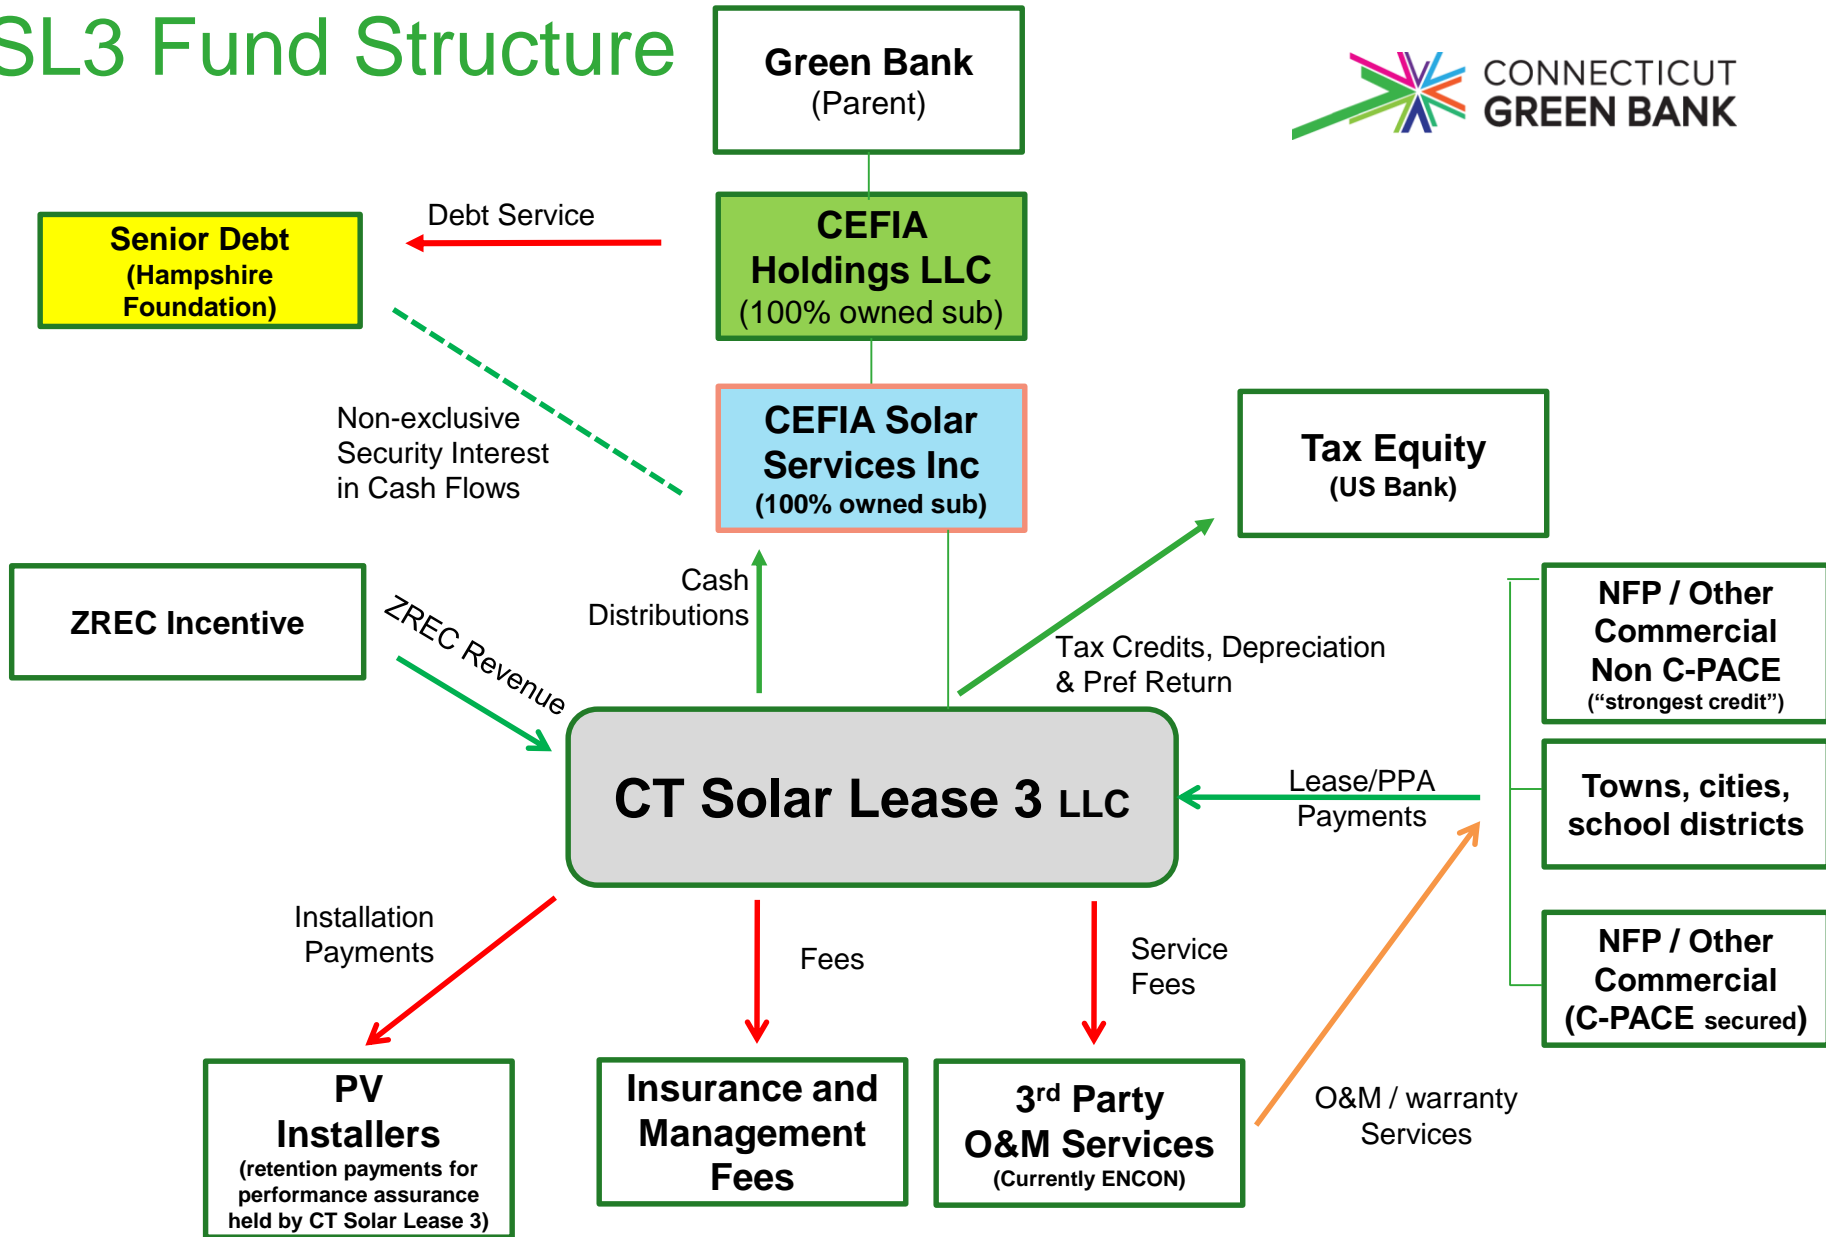 SL3 Fund Structure
Green Bank
(Parent)
CONNECTICUT
GREEN BANK
Debt Service
Senior Debt
(Hampshire
Foundation)
CEFIA
Holdings LLC
(100% owned sub)
Non-exclusive
Security Interest
in Cash Flows
CEFIA Solar
Services Inc
(100% owned sub)
Tax Equity
(US Bank)
ZREC Incentive
ZREC Revenue
Cash
Distributions
Tax Credits, Depreciation
& Pref Return
NFP / Other
Commercial
Non C-PACE
(“strongest credit”)
CT Solar Lease 3 LLC
Lease/PPA
Payments
Towns, cities,
school districts
NFP / Other
Commercial
(C-PACE secured)
Installation
Payments
Fees
Service
Fees
O&M / warranty
Services
PV
Installers
(retention payments for
performance assurance
held by CT Solar Lease 3)
Insurance and
Management
Fees
3rd Party
O&M Services
(Currently ENCON)